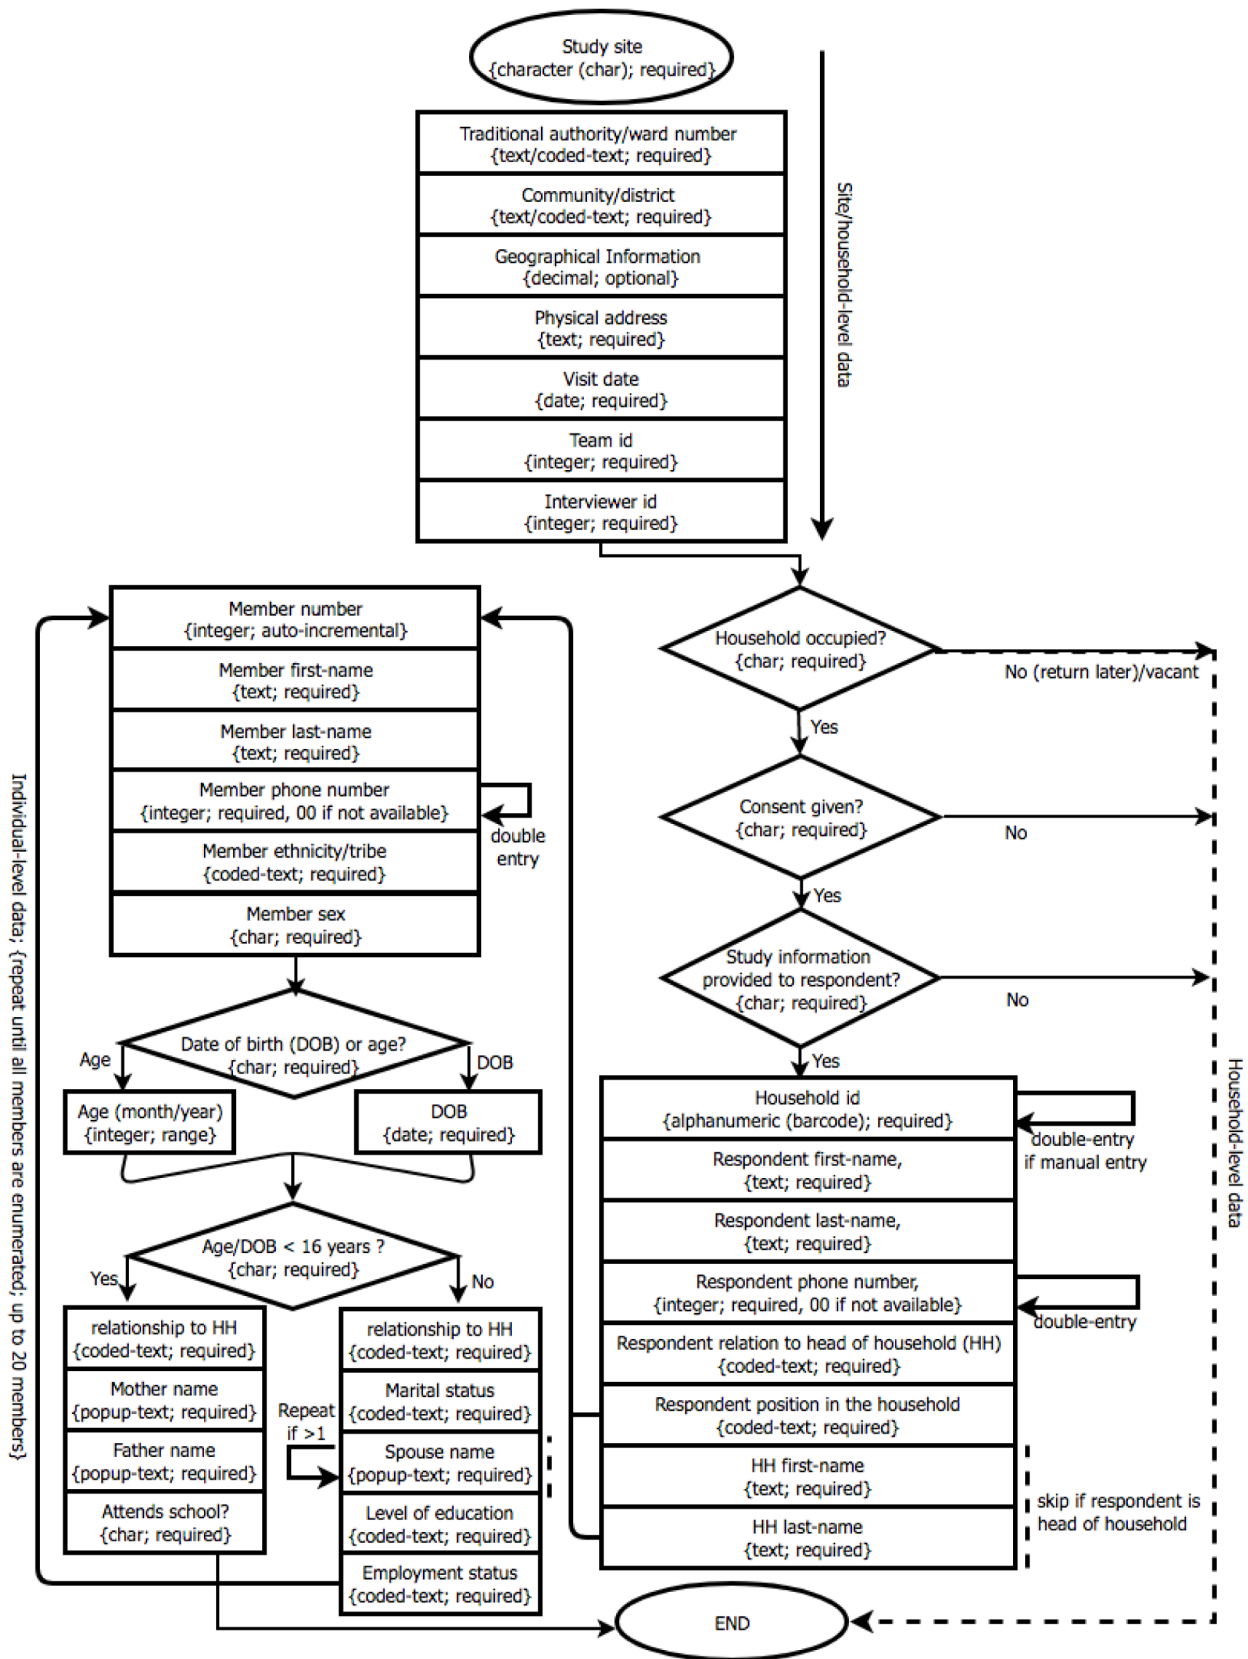 Study site
{character (char); required}
Traditional authority/ward number
{text/coded-text; required}
Community/district
{text/coded-text; required}
Geographical Information
{decimal; optional}
Physical address
{text; required}
Visit date
{date; required}
Team id
{integer; required}
Interviewer id
{integer; required}
Site/household-level data
Household occupied?
{char; required}
No (return later)/vacant
Yes
Consent given?
{char; required}
No
Yes
Study information
provided to respondent?
{char; required}
No
Yes
Household id
{alphanumeric (barcode); required}
double-entry
if manual entry
Respondent first-name,
{text; required}
Respondent last-name,
{text; required}
Respondent phone number,
{integer; required, 00 if not available}
double-entry
Respondent relation to head of household (HH)
{coded-text; required}
Respondent position in the household
{coded-text; required}
HH first-name
{text; required}
HH last-name
{text; required}
skip if respondent is
head of household
Household-level data
Member number
{integer; auto-incremental}
Member first-name
{text; required}
Member last-name
{text; required}
Member phone number
{integer; required, 00 if not available}
double
entry
Member ethnicity/tribe
{coded-text; required}
Member sex
{char; required}
Date of birth (DOB) or age?
{char; required}
Age
DOB
Age (month/year)
{integer; range}
DOB
{date; required}
Age/DOB < 16 years ?
{char; required}
Yes
No
relationship to HH
{coded-text; required}
Mother name
{popup-text; required}
Father name
{popup-text; required}
Attends school?
{char; required}
relationship to HH
{coded-text; required}
Marital status
{coded-text; required}
Repeat
if >1
Spouse name
{popup-text; required}
Level of education
{coded-text; required}
Employment status
{coded-text; required}
Individual-level data; {repeat until all members are enumerated; up to 20 members}
END